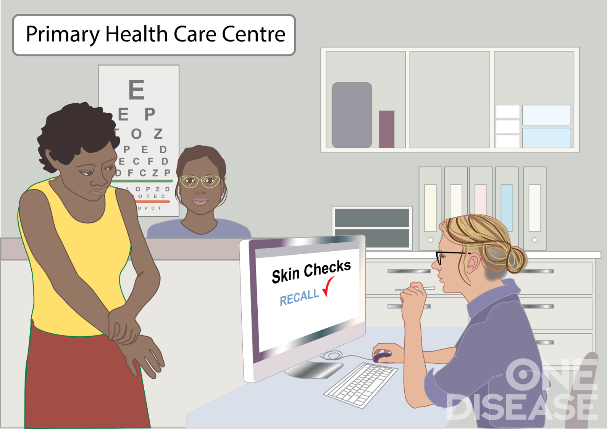 Primary Health Care Centre
E
E P
T O Z
P E D
E C F D
D F C Z P
L O P Z D
O T E C
Skin Checks
RECALL
ONE
DISEASE